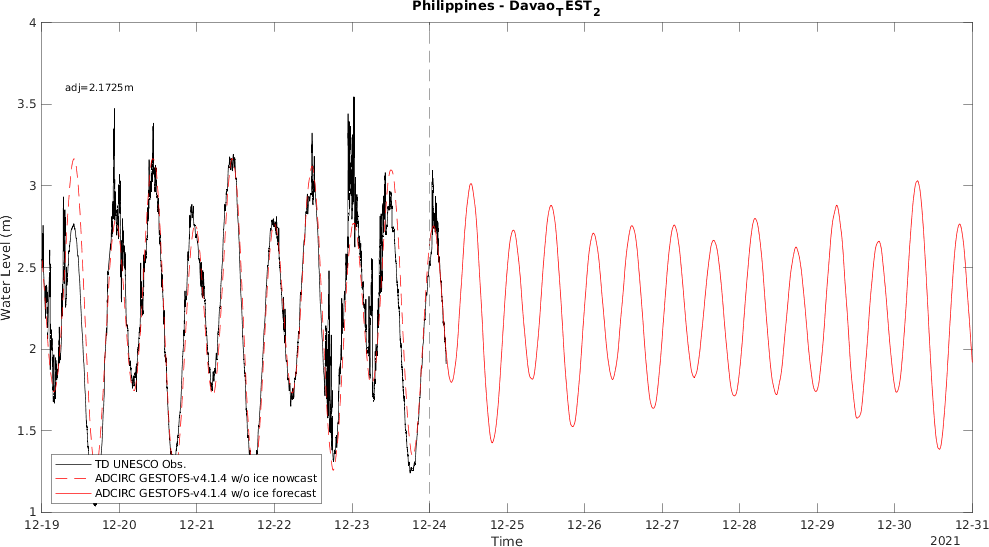 Philippines - DavaoTEST2
adj=2.1725m
4
3.5
3
2.5
2
1.5
1
Water Level (m)
TD UNESCO Obs.
ADCIRC GESTOFS-v4.1.4 w/o ice nowcast
ADCIRC GESTOFS-v4.1.4 w/o ice forecast
12-19 12-20 12-21 12-22 12-23 12-24 12-25 12-26 12-27 12-28 12-29 12-30 12-31
Time
2021